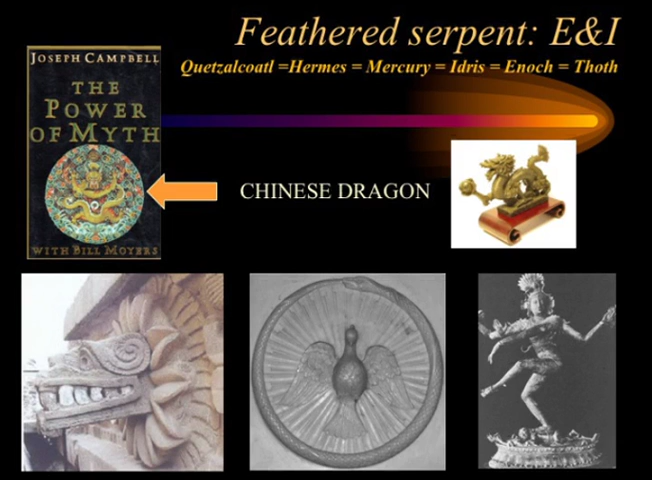 Feathered serpent: E&I
Quetzalcoatl =Hermes = Mercury = Idris = Enoch = Thoth
JOSEPH CAMPBELL
THE
POWER
OF MYTH
WITH BILL MOYERS
CHINESE DRAGON